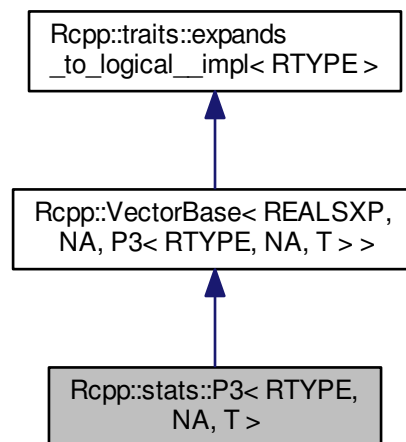 Rcpp::traits::expands
_to_logical__impl< RTYPE >
Rcpp::VectorBase< REALSXP,
NA, P3< RTYPE, NA, T > >
Rcpp::stats::P3< RTYPE,
NA, T >